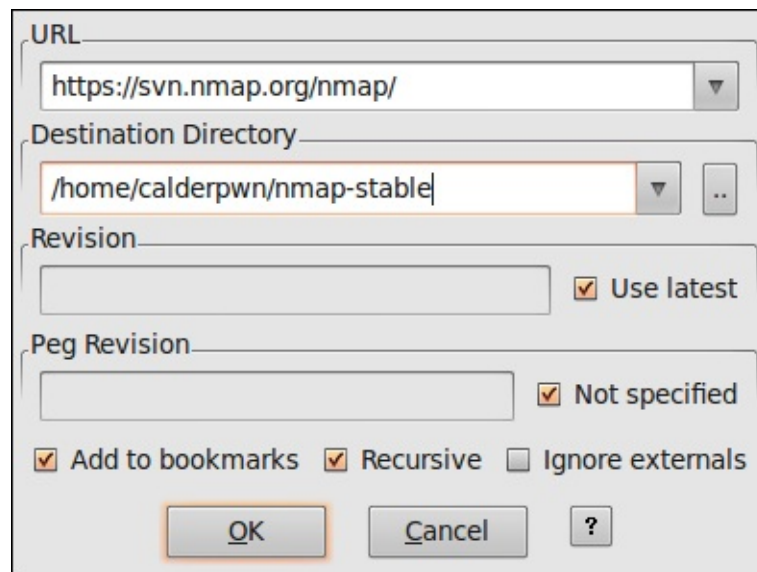 URL
https://svn.nmap.org/nmap/
Destination Directory
/home/calderpwn/nmap-stable
..
Revision
Use latest
Peg Revision
Not specified
Add to bookmarks Recursive Ignore externals
OK Cancel ?